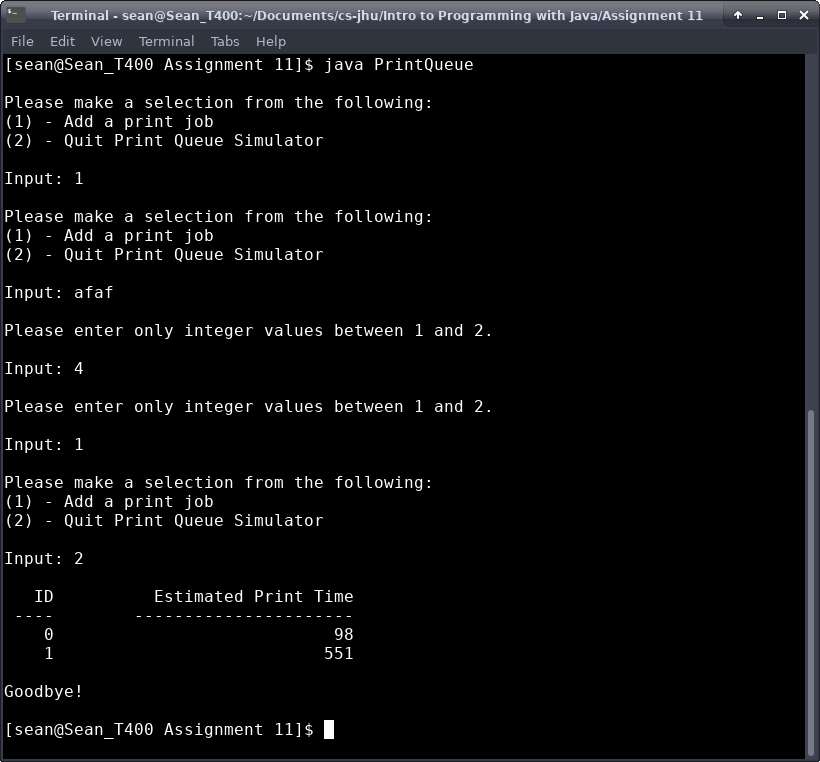 Terminal - sean@Sean_T400:~/Documents/cs-jhu/Intro to Programming with Java/Assignment 11
File Edit View Terminal Tabs Help
[sean@Sean_T400 Assignment 11]$ java PrintQueue
Please make a selection from the following:
(1) - Add a print job
(2) - Quit Print Queue Simulator
Input: 1
Please make a selection from the following:
(1) - Add a print job
(2) - Quit Print Queue Simulator
Input: afaf
Please enter only integer values between 1 and 2.
Input: 4
Please enter only integer values between 1 and 2.
Input: 1
Please make a selection from the following:
(1) - Add a print job
(2) - Quit Print Queue Simulator
Input: 2
ID Estimated Print Time
---- ----------------------
0 98
1 551
Goodbye!
[sean@Sean_T400 Assignment 11]$